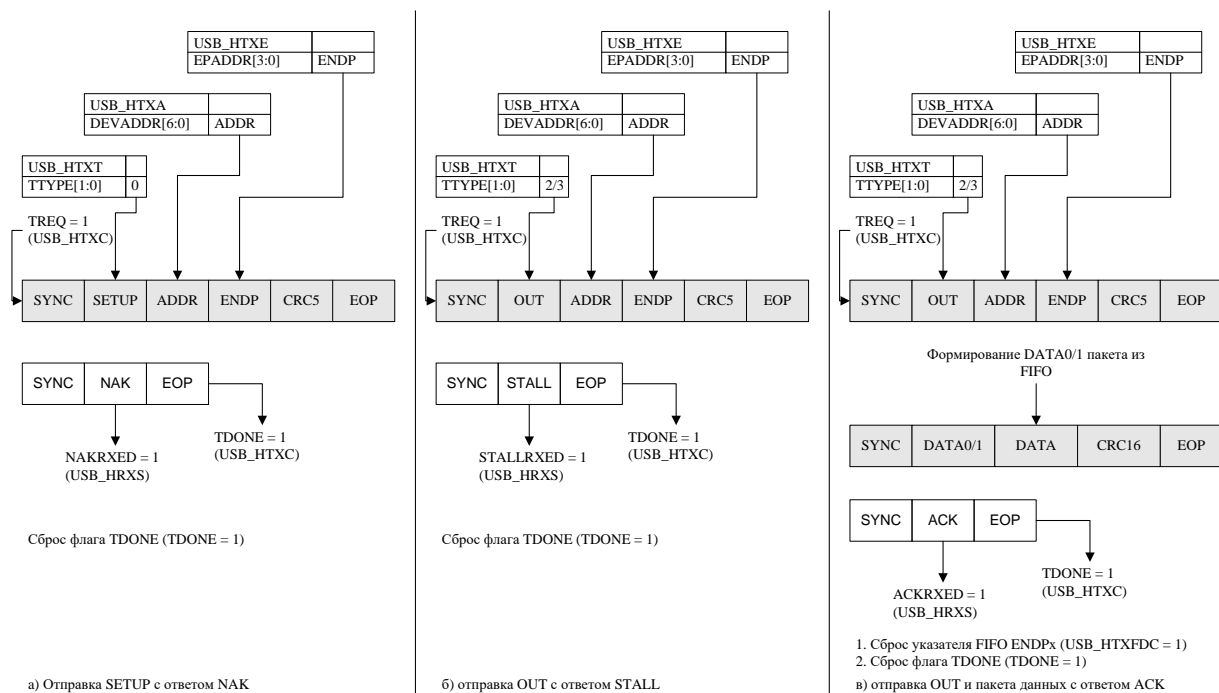 USB_HTXE
EPADDR[3:0] ENDP
USB_HTXA
DEVADDR[6:0] ADDR
USB_HTXT
TTYPE[1:0] 0
TREQ = 1
(USB_HTXC)
SYNC SETUP ADDR ENDP CRC5 EOP
SYNC NAK EOP
TDONE = 1
(USB_HTXC)
NAKRXED = 1
(USB_HRXS)
Сброс флага TDONE (TDONE = 1)
а) Отправка SETUP с ответом NAK
USB_HTXE
EPADDR[3:0] ENDP
USB_HTXA
DEVADDR[6:0] ADDR
USB_HTXT
TTYPE[1:0] 2/3
TREQ = 1
(USB_HTXC)
SYNC OUT ADDR ENDP CRC5 EOP
SYNC STALL EOP
TDONE = 1
(USB_HTXC)
STALLRXED = 1
(USB_HRXS)
Сброс флага TDONE (TDONE = 1)
б) отправка OUT с ответом STALL
USB_HTXE
EPADDR[3:0] ENDP
USB_HTXA
DEVADDR[6:0] ADDR
USB_HTXT
TTYPE[1:0] 2/3
TREQ = 1
(USB_HTXC)
SYNC OUT ADDR ENDP CRC5 EOP
Формирование DATA0/1 пакета из
FIFO
SYNC DATA0/1 DATA CRC16 EOP
SYNC ACK EOP
TDONE = 1
(USB_HTXC)
ACKRXED = 1
(USB_HRXS)
1. Сброс указателя FIFO ENDPx (USB_HTXFDC = 1)
2. Сброс флага TDONE (TDONE = 1)
в) отправка OUT и пакета данных с ответом ACK